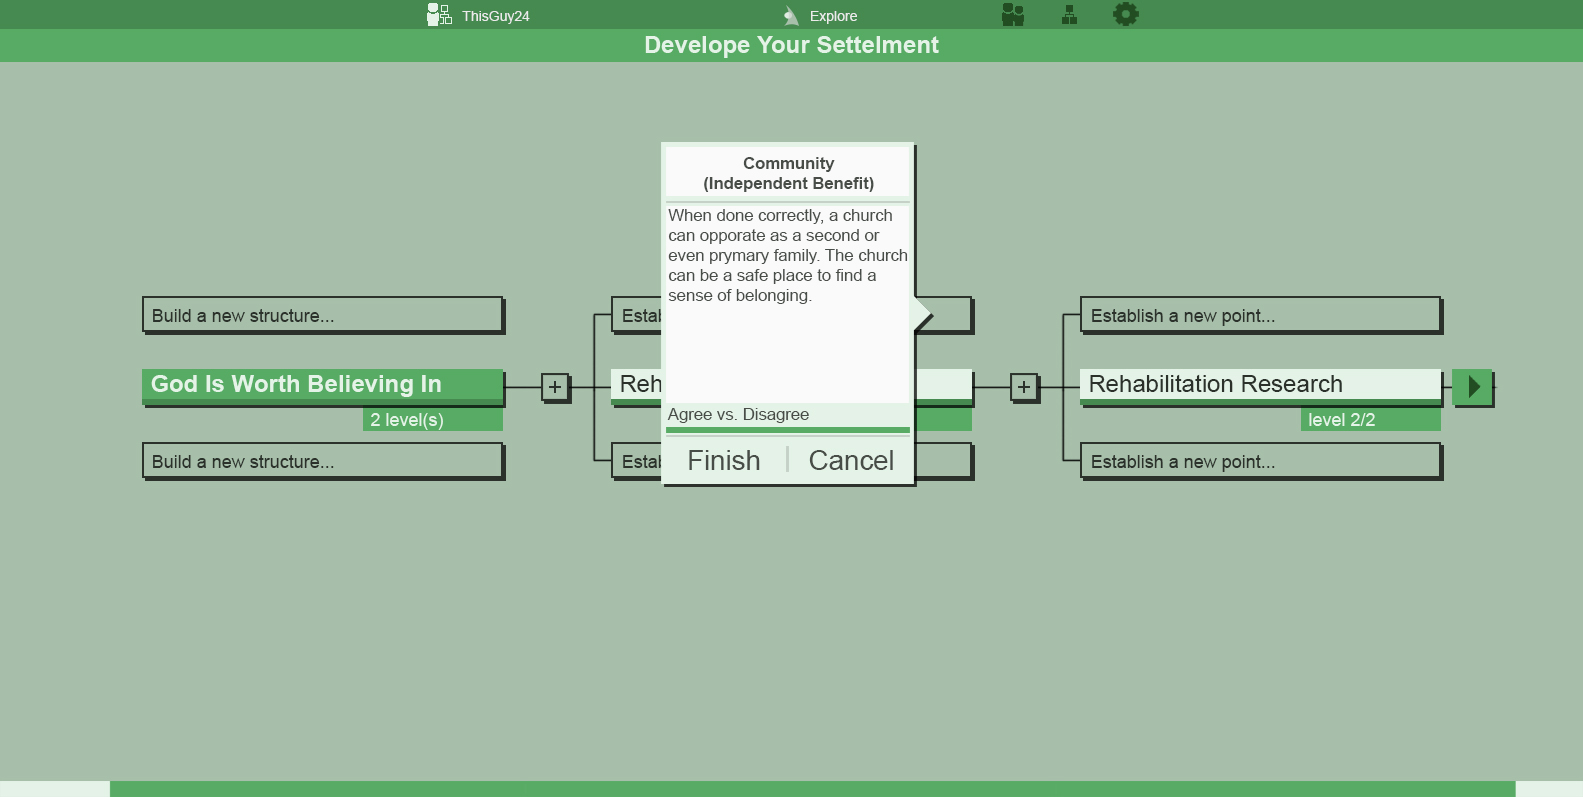 ThisGuy24
Explore
Develope Your Settelment
Community
(Independent Benefit)
When done correctly, a church
can opporate as a second or
even prymary family. The church
can be a safe place to find a
sense of belonging.
Build a new structure...
Establish a new point...
God Is Worth Believing In
Rehabilitation Research
2 level(s)
Agree vs. Disagree
level 2/2
Build a new structure...
Finish | Cancel
Establish a new point...